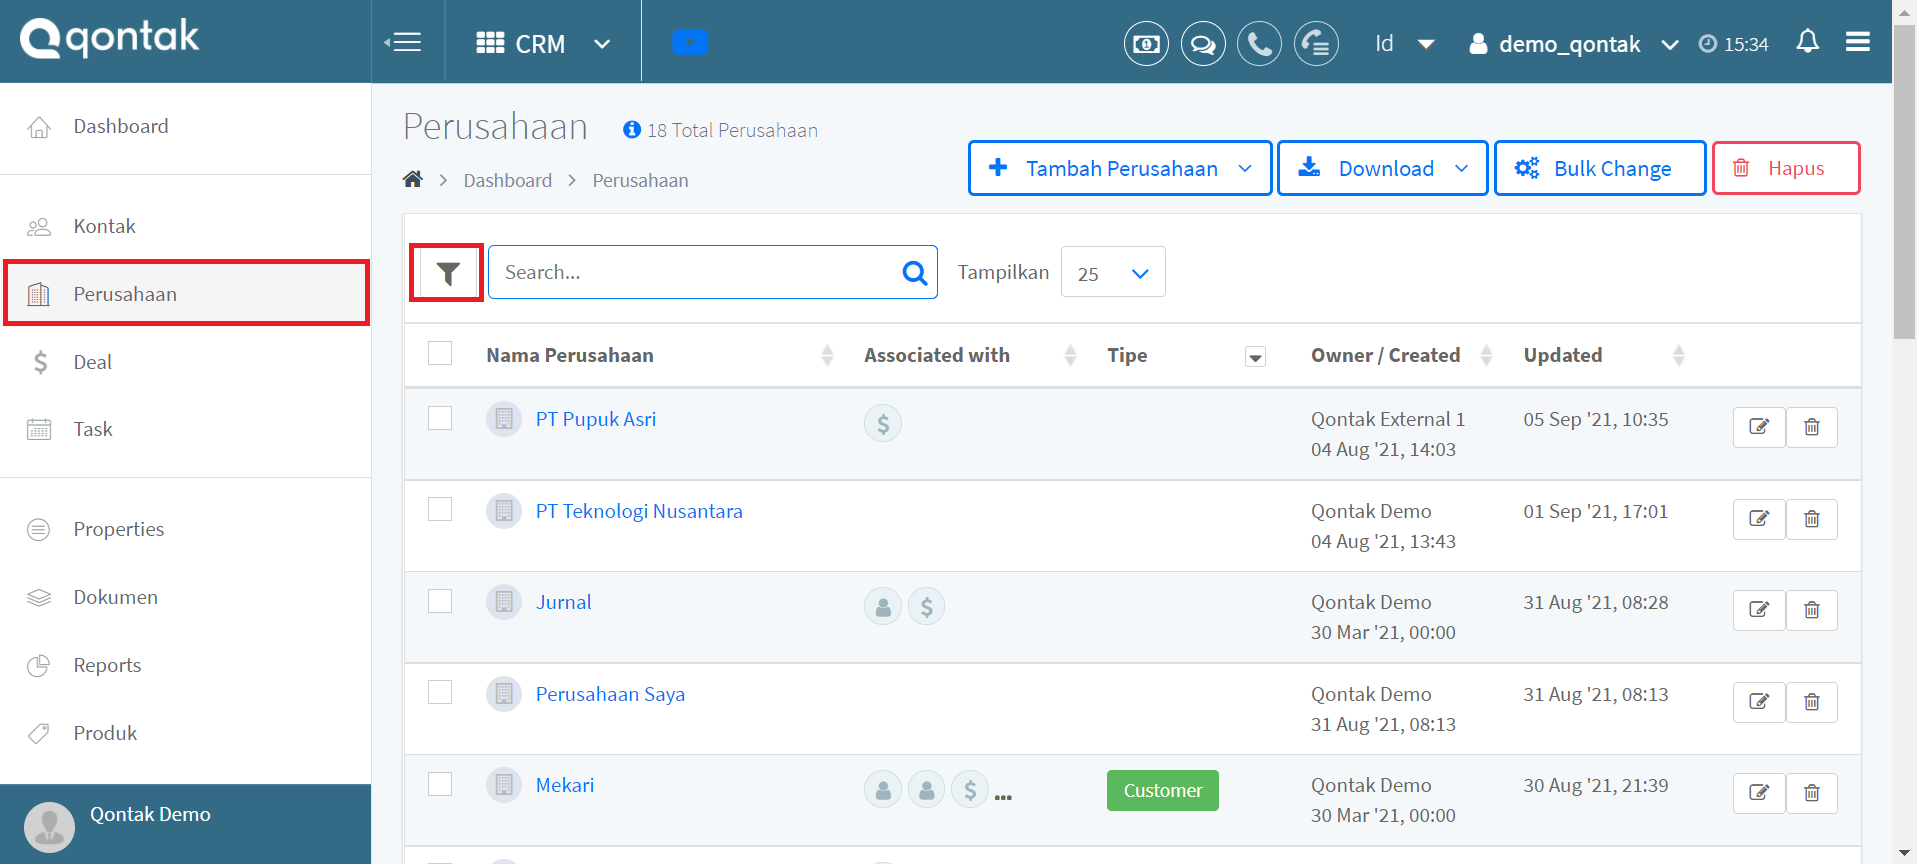 qontak
CRM
Id
demo_qontak
15:34
Dashboard
Kontak
Perusahaan
Deal
Task
Properties
Dokumen
Reports
Produk
Qontak Demo
Perusahaan
18 Total Perusahaan
Dashboard
Perusahaan
Tambah Perusahaan
Download
Bulk Change
Hapus
Search...
Tampilkan
25
Nama Perusahaan
Associated with
Tipe
Owner / Created
Updated
PT Pupuk Asri
Qontak External 1
04 Aug '21, 14:03
05 Sep '21, 10:35
PT Teknologi Nusantara
Qontak Demo
04 Aug '21, 13:43
01 Sep '21, 17:01
Jurnal
Qontak Demo
30 Mar '21, 00:00
31 Aug '21, 08:28
Perusahaan Saya
Qontak Demo
31 Aug '21, 08:13
31 Aug '21, 08:13
Mekari
...
Customer
Qontak Demo
30 Mar '21, 00:00
30 Aug '21, 21:39